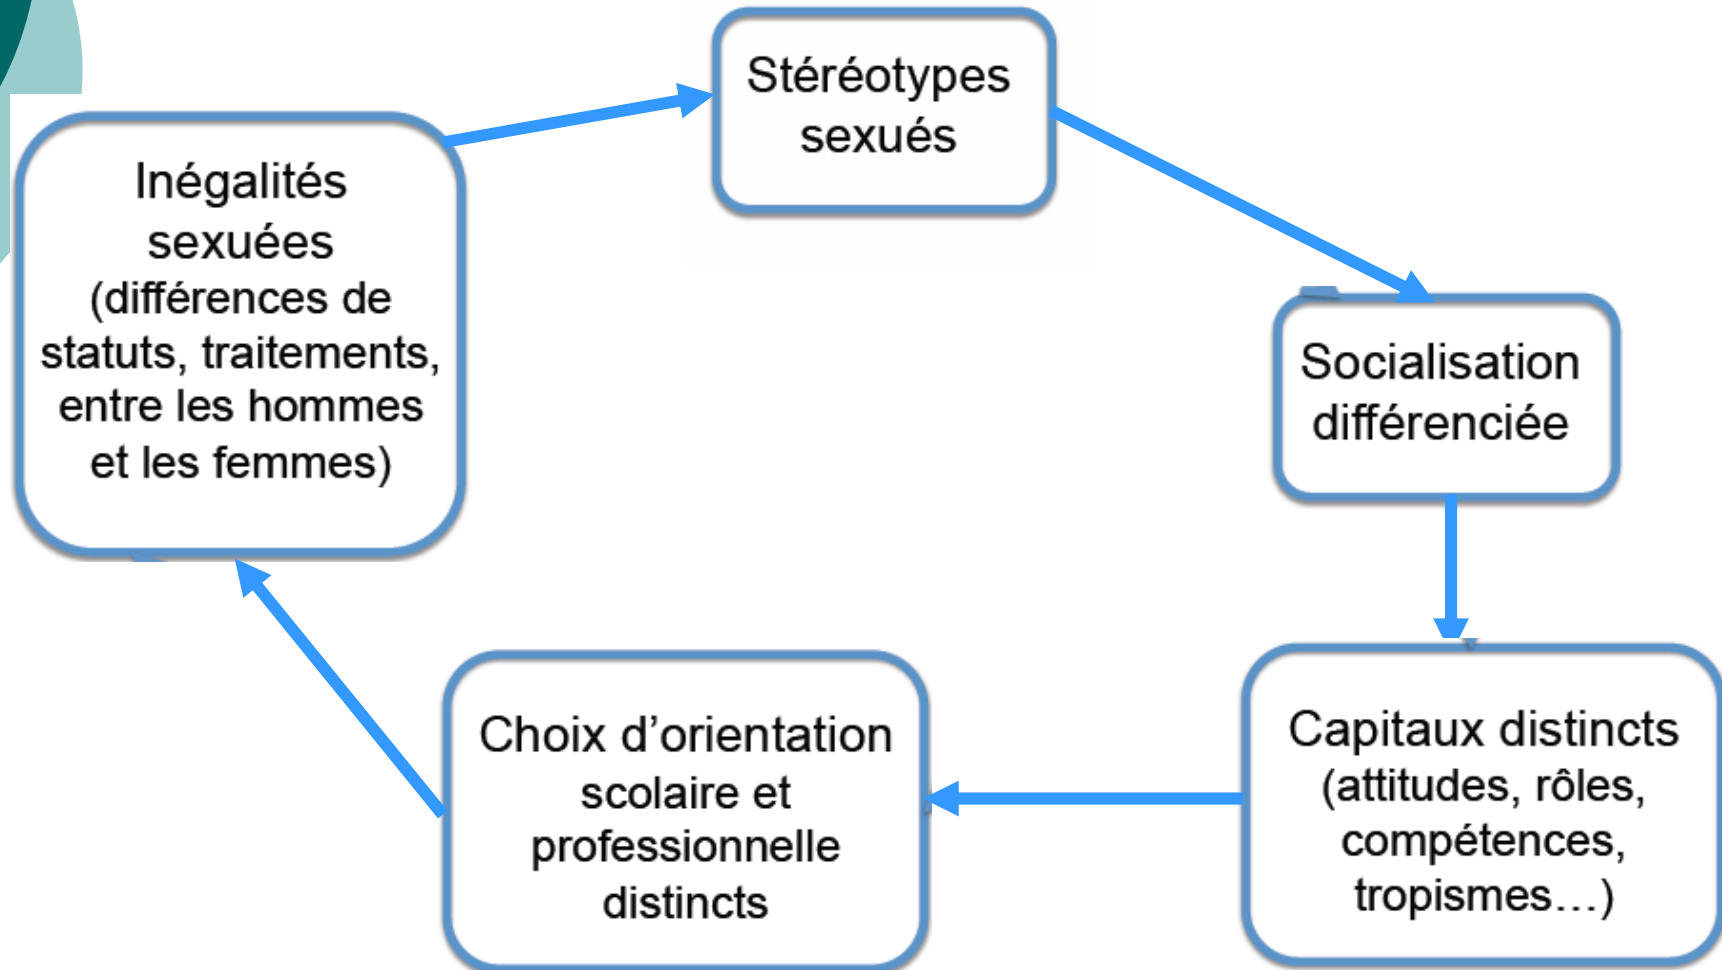 Stéréotypes
sexués
Inégalités
sexuées
(différences de
statuts, traitements,
entre les hommes
et les femmes)
Socialisation
différenciée
Choix d’orientation
scolaire et
professionnelle
distincts
Capitaux distincts
(attitudes, rôles,
compétences,
tropismes…)